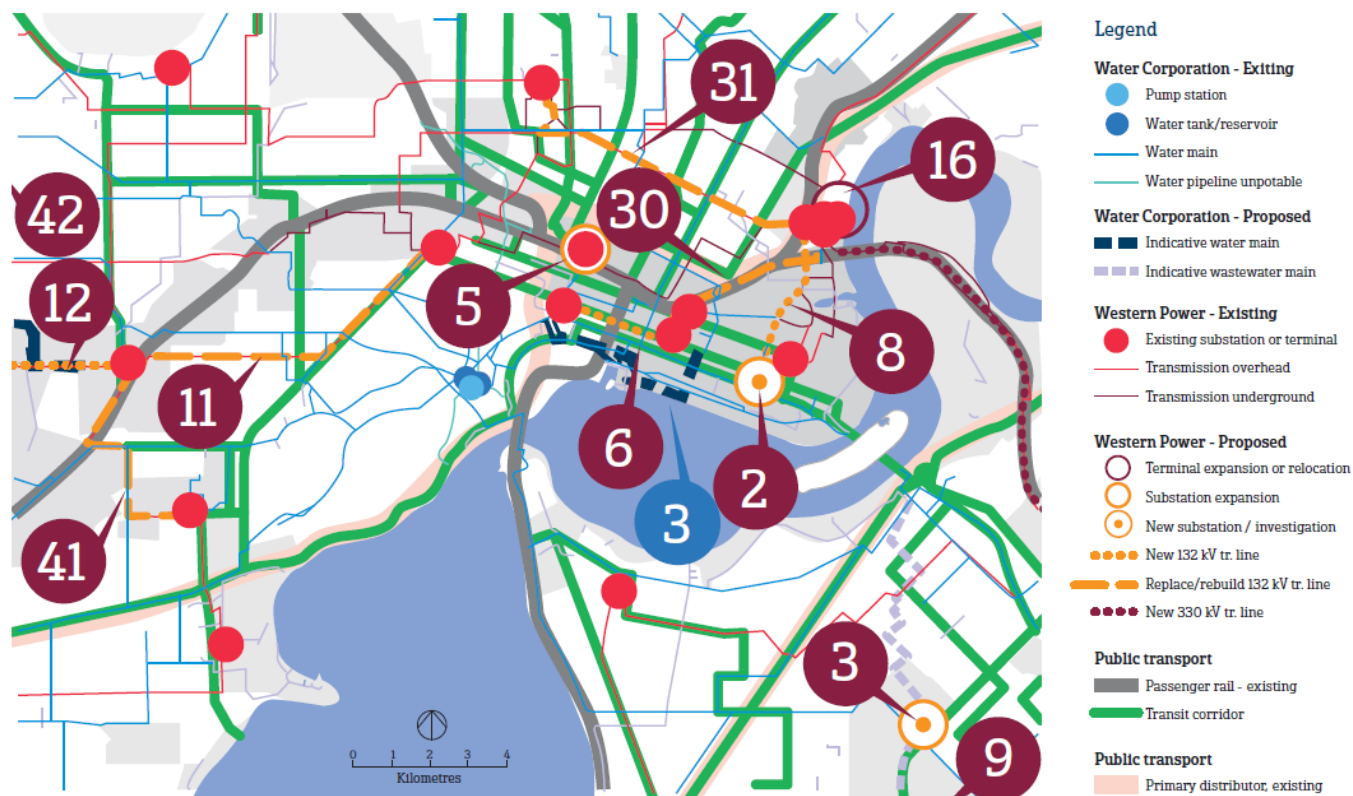 31
16
42
30
12
5
8
11
6
2
3
41
3
9
0 1 2 3 4
Kilometres
Legend
Water Corporation - Exiting
Pump station
Water tank/reservoir
Water main
Water pipeline unpotable
Water Corporation - Proposed
Indicative water main
Indicative wastewater main
Western Power - Existing
Existing substation or terminal
Transmission overhead
Transmission underground
Western Power - Proposed
Terminal expansion or relocation
Substation expansion
New substation / investigation
New 132 kV tr. line
Replace/rebuild 132 kV tr. line
New 330 kV tr. line
Public transport
Passenger rail - existing
Transit corridor
Public transport
Primary distributor, existing